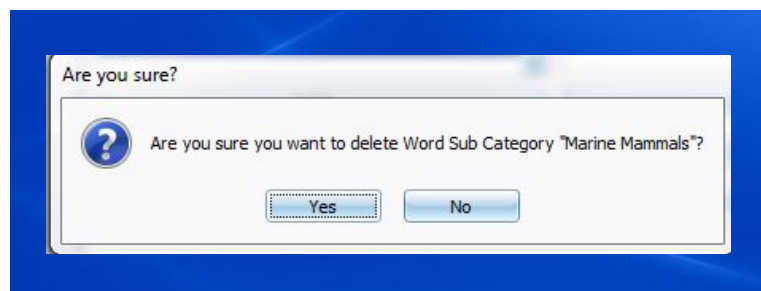 Are you sure?
Are you sure you want to delete Word Sub Category "Marine Mammals"?
Yes No